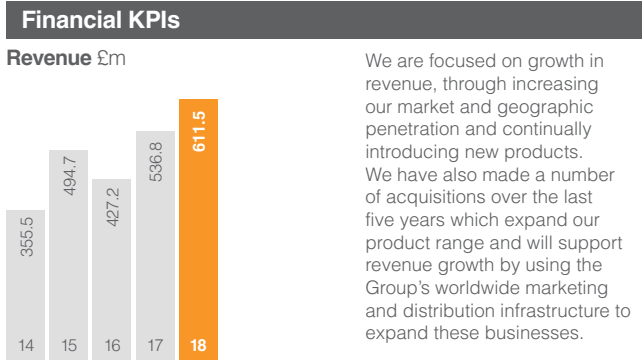 Financial KPIs
Revenue £m
355.5
494.7
427.2
536.8
611.5
14 15 16 17 18
We are focused on growth in
revenue, through increasing
our market and geographic
penetration and continually
introducing new products.
We have also made a number
of acquisitions over the last
five years which expand our
product range and will support
revenue growth by using the
Group's worldwide marketing
and distribution infrastructure to
expand these businesses.